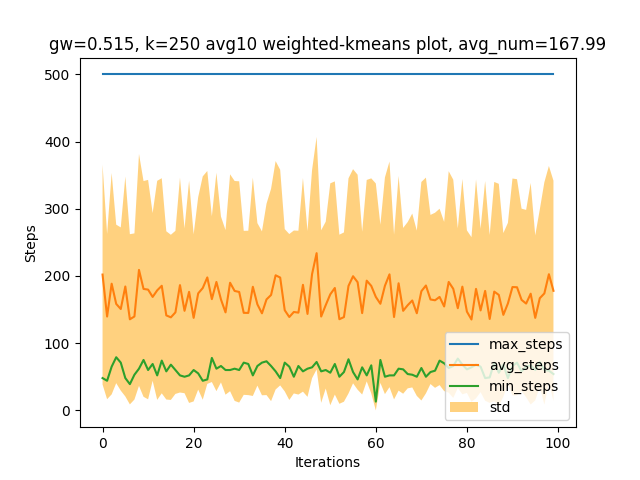 gw=0.515, k=250 avg10 weighted-kmeans plot, avg_num=167.99
500
400
300
200
100
0
Steps
max_steps
avg_steps
min_steps
std
0
20
40
60
80
100
Iterations